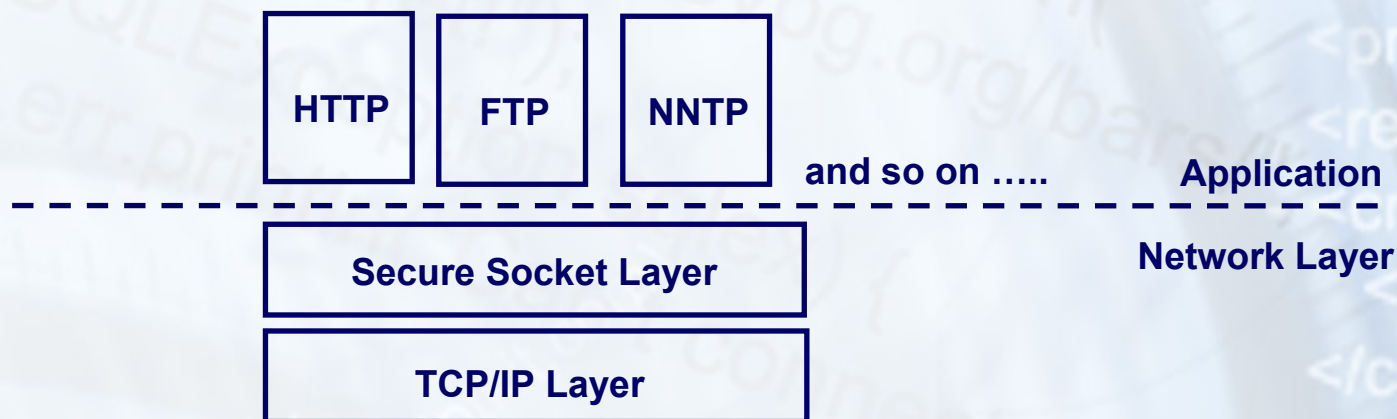 HTTP
FTP
NNTP
and so on …..
Application
Secure Socket Layer
Network Layer
TCP/IP Layer